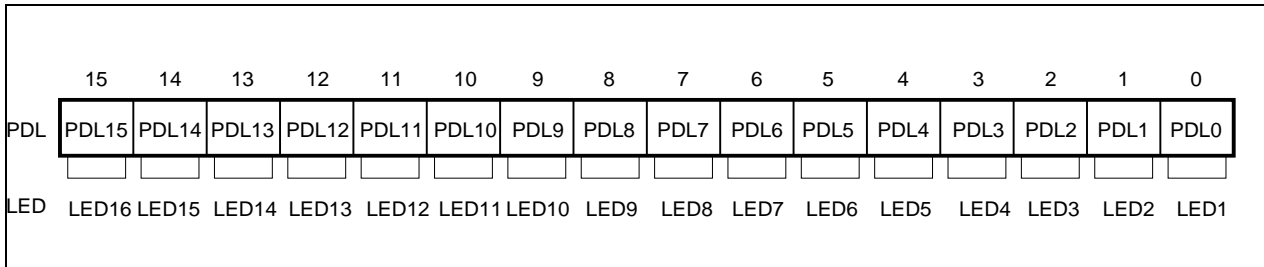 15 14 13 12 11 10 9 8 7 6 5 4 3 2 1 0
PDL PDL15 PDL14 PDL13 PDL12 PDL11 PDL10 PDL9 PDL8 PDL7 PDL6 PDL5 PDL4 PDL3 PDL2 PDL1 PDL0
LED LED16 LED15 LED14 LED13 LED12 LED11 LED10 LED9 LED8 LED7 LED6 LED5 LED4 LED3 LED2 LED1